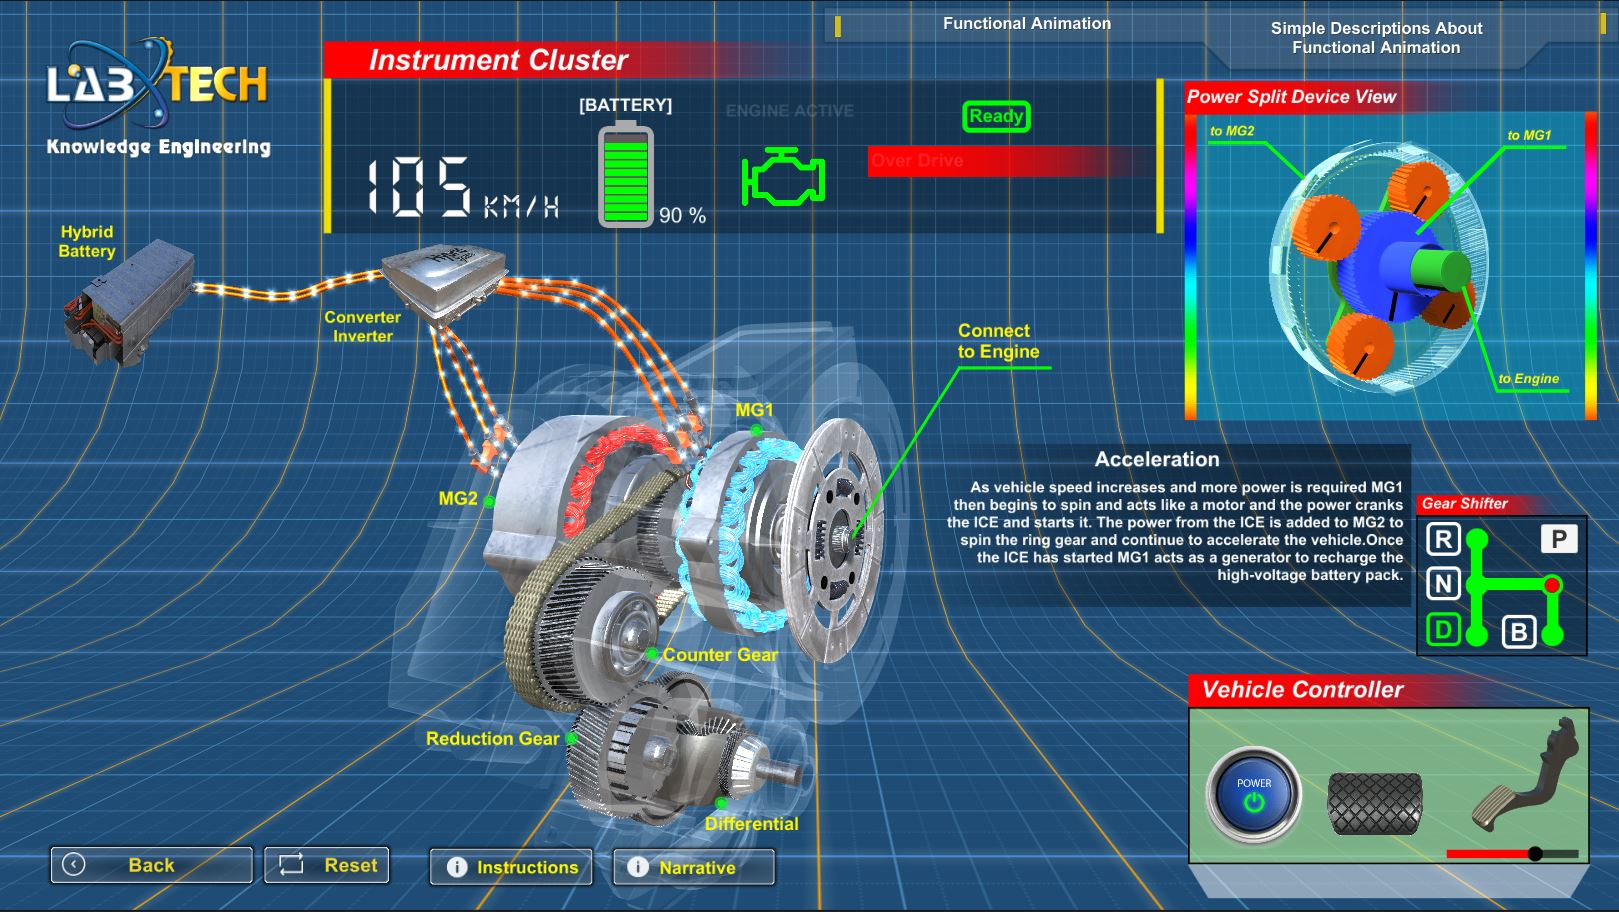 Functional Animation
Simple Descriptions About
Functional Animation
LABTECH
Knowledge Engineering
Instrument Cluster
[BATTERY]
ENGINE ACTIVE
Ready
Over Drive
105 KM/H
90 %
Power Split Device View
to MG2
to MG1
to Engine
Hybrid
Battery
Converter
Inverter
Connect
to Engine
MG1
MG2
Counter Gear
Reduction Gear
Differential
Acceleration
As vehicle speed increases and more power is required MG1
then begins to spin and acts like a motor and the power cranks
the ICE and starts it. The power from the ICE is added to MG2 to
spin the ring gear and continue to accelerate the vehicle.Once
the ICE has started MG1 acts as a generator to recharge the
high-voltage battery pack.
Gear Shifter
R
P
N
D
B
Vehicle Controller
POWER
Back
Reset
Instructions
Narrative